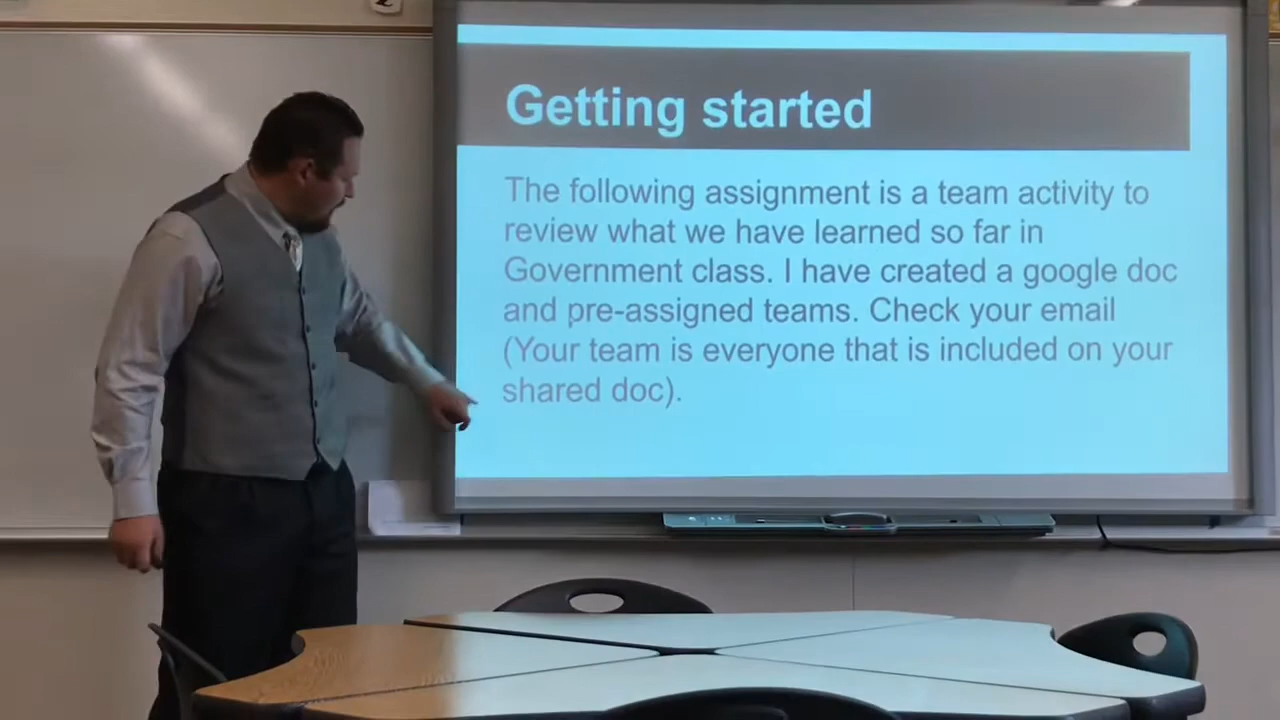 Getting started
The following assignment is a team activity to
review what we have learned so far in
Government class. I have created a google doc
and pre-assigned teams. Check your email
(Your team is everyone that is included on your
shared doc).